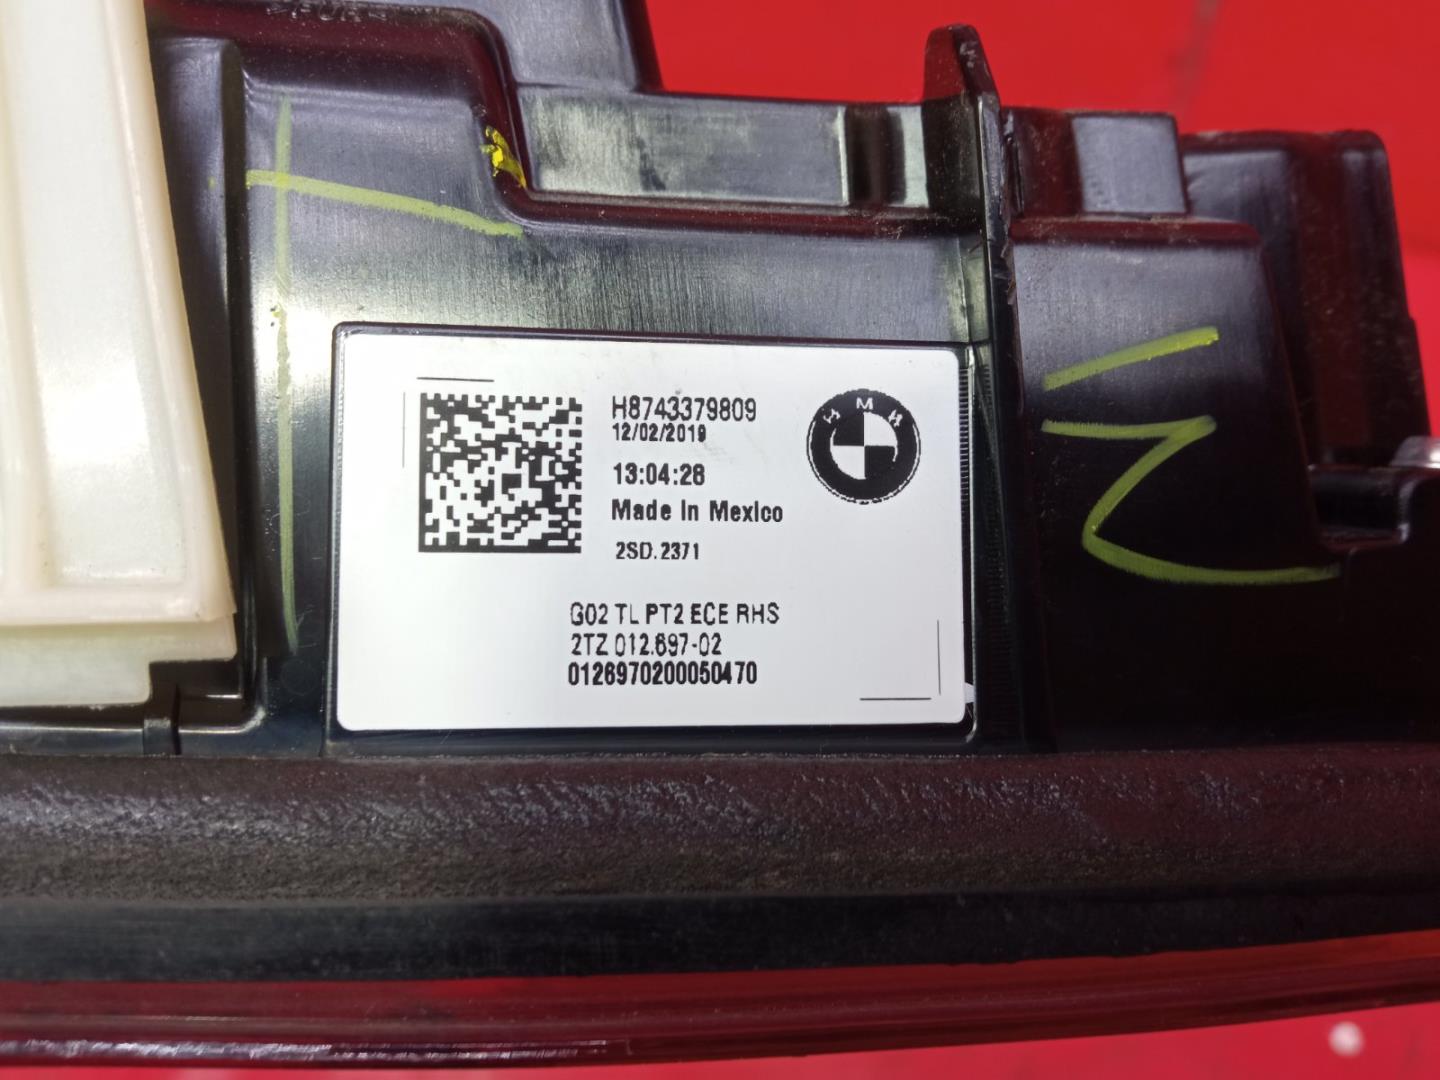 H8743379809
12/02/2019
13:04:28
Made In Mexico
2SD.2371
G02 TL PT2 ECE RHS
2TZ 012.697-02
0126970200050470